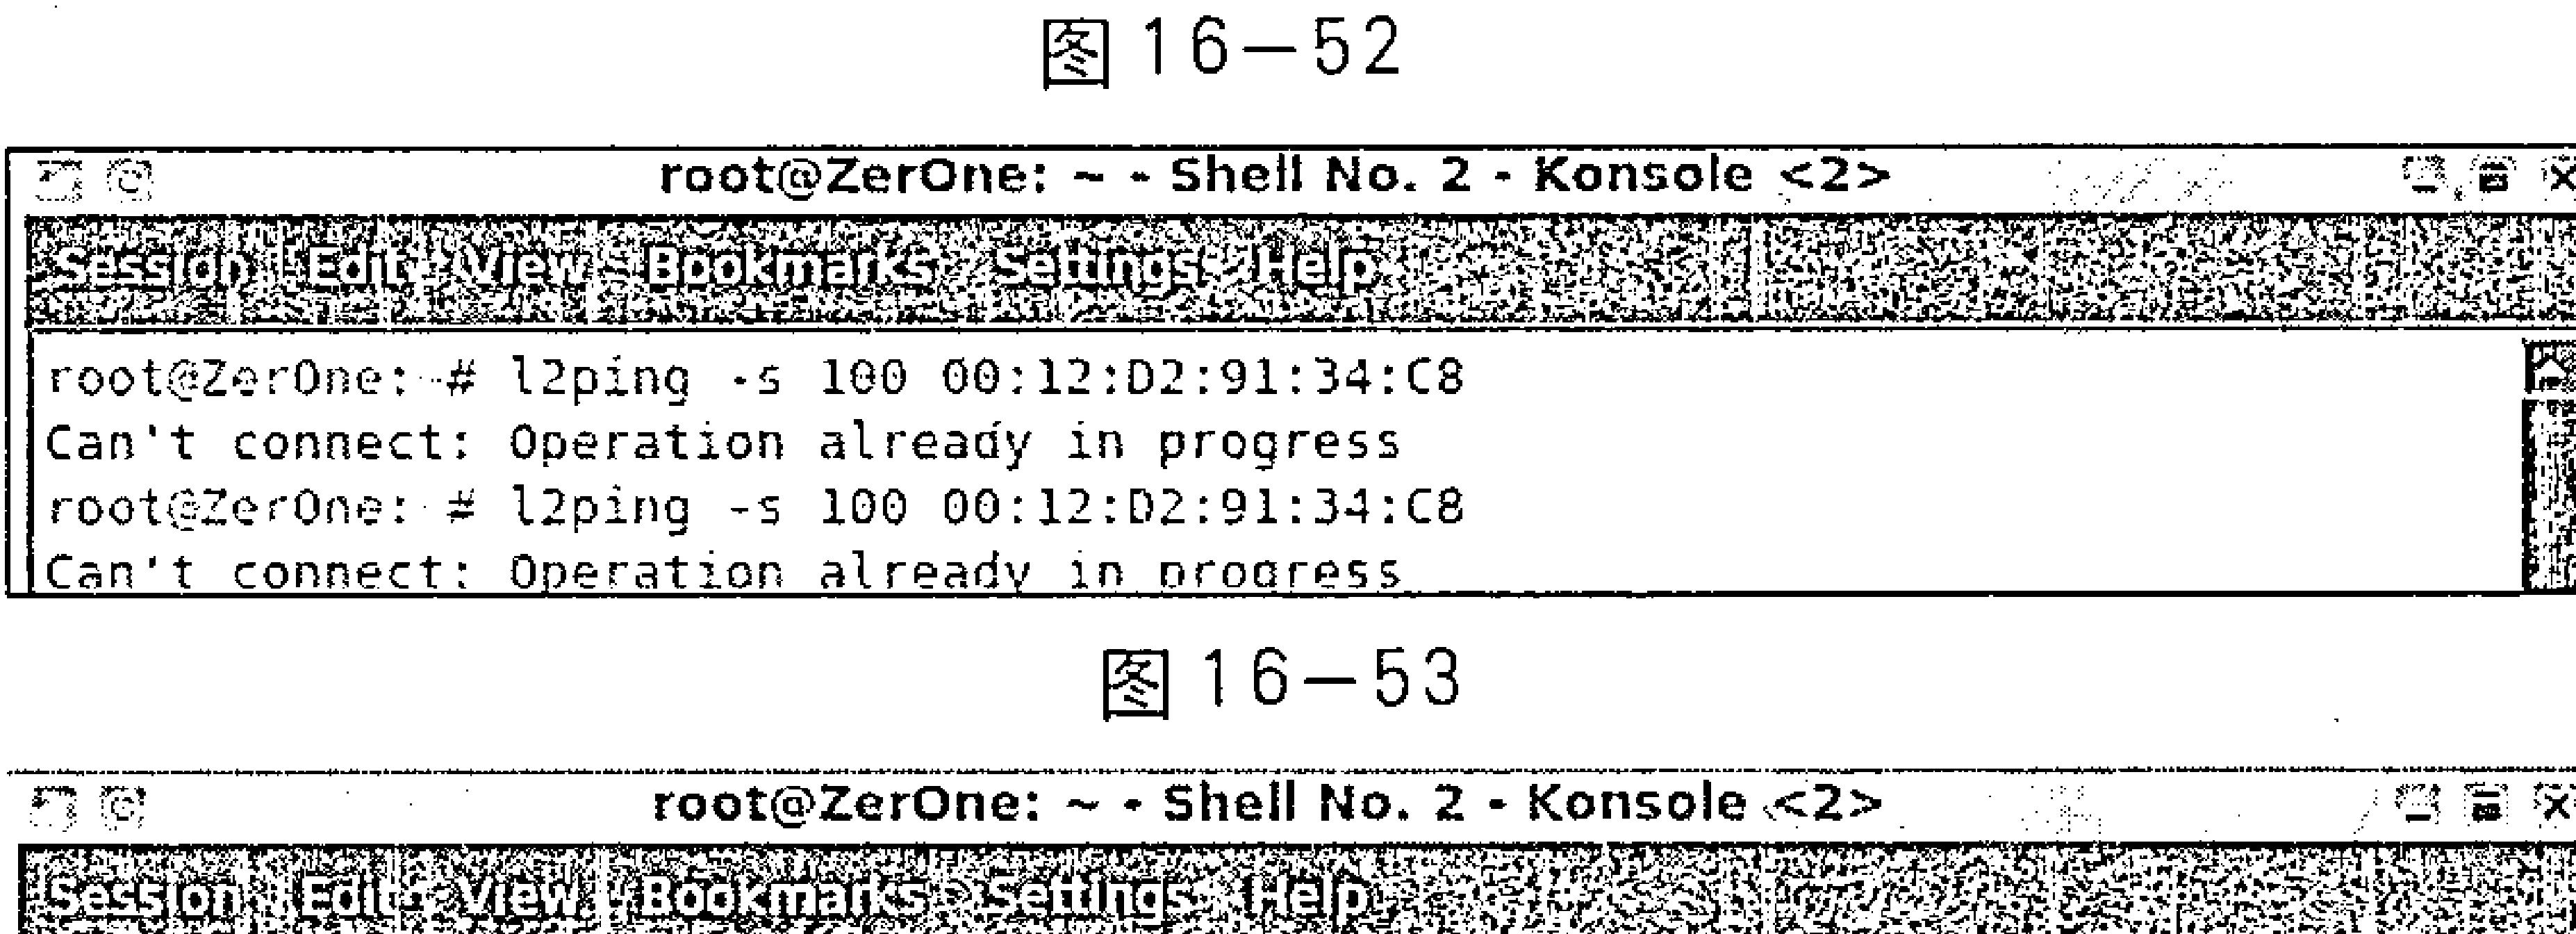 图 16－52
root@ZerOne: ~ - Shell No. 2 - Konsole <2>
Session Edit View Bookmarks Settings Help
root@ZerOne:~# l2ping -s 100 00:12:D2:91:34:C8
Can't connect: Operation already in progress
root@ZerOne:~# l2ping -s 100 00:12:D2:91:34:C8
Can't connect: Operation already in progress
图 16－53
root@ZerOne: ~ - Shell No. 2 - Konsole <2>
Session Edit View Bookmarks Settings Help